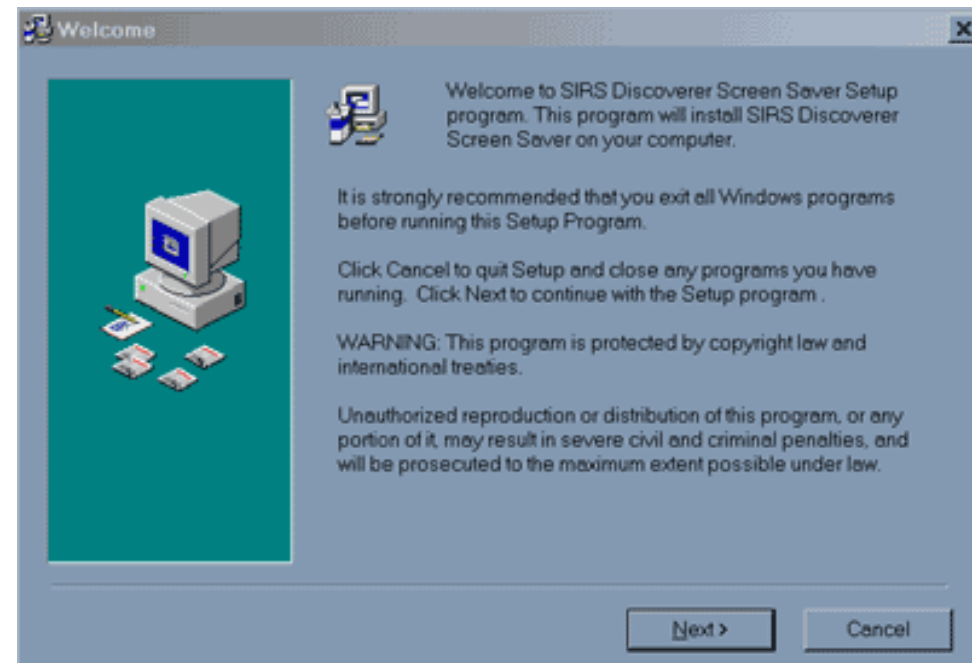 Welcome
Welcome to SIRS Discoverer Screen Saver Setup
program. This program will install SIRS Discoverer
Screen Saver on your computer.
It is strongly recommended that you exit all Windows programs
before running this Setup Program.
Click Cancel to quit Setup and close any programs you have
running. Click Next to continue with the Setup program .
WARNING: This program is protected by copyright law and
international treaties.
Unauthorized reproduction or distribution of this program, or any
portion of it, may result in severe civil and criminal penalties, and
will be prosecuted to the maximum extent possible under law.
Next >
Cancel